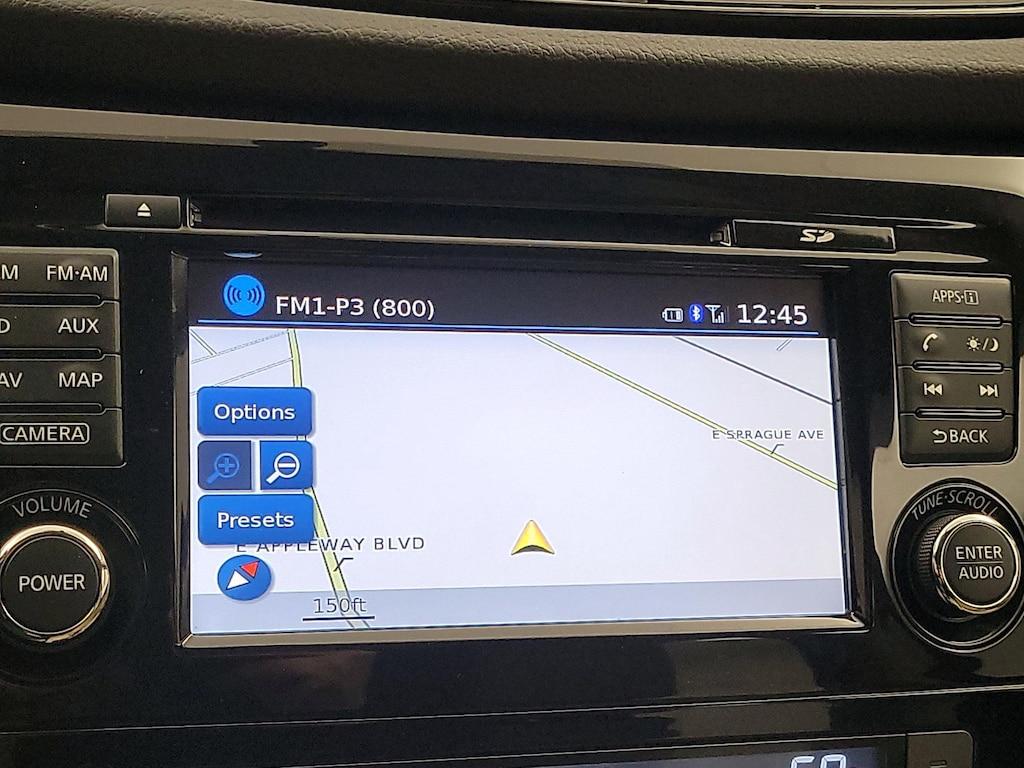 SD
FM1-P3 (800)
12:45
M
FM·AM
D
AUX
AV
MAP
CAMERA
VOLUME
POWER
Options
Presets
E SPRAGUE AVE
E APPLEWAY BLVD
150ft
APPS·i
BACK
TUNE·SCROLL
ENTER
AUDIO